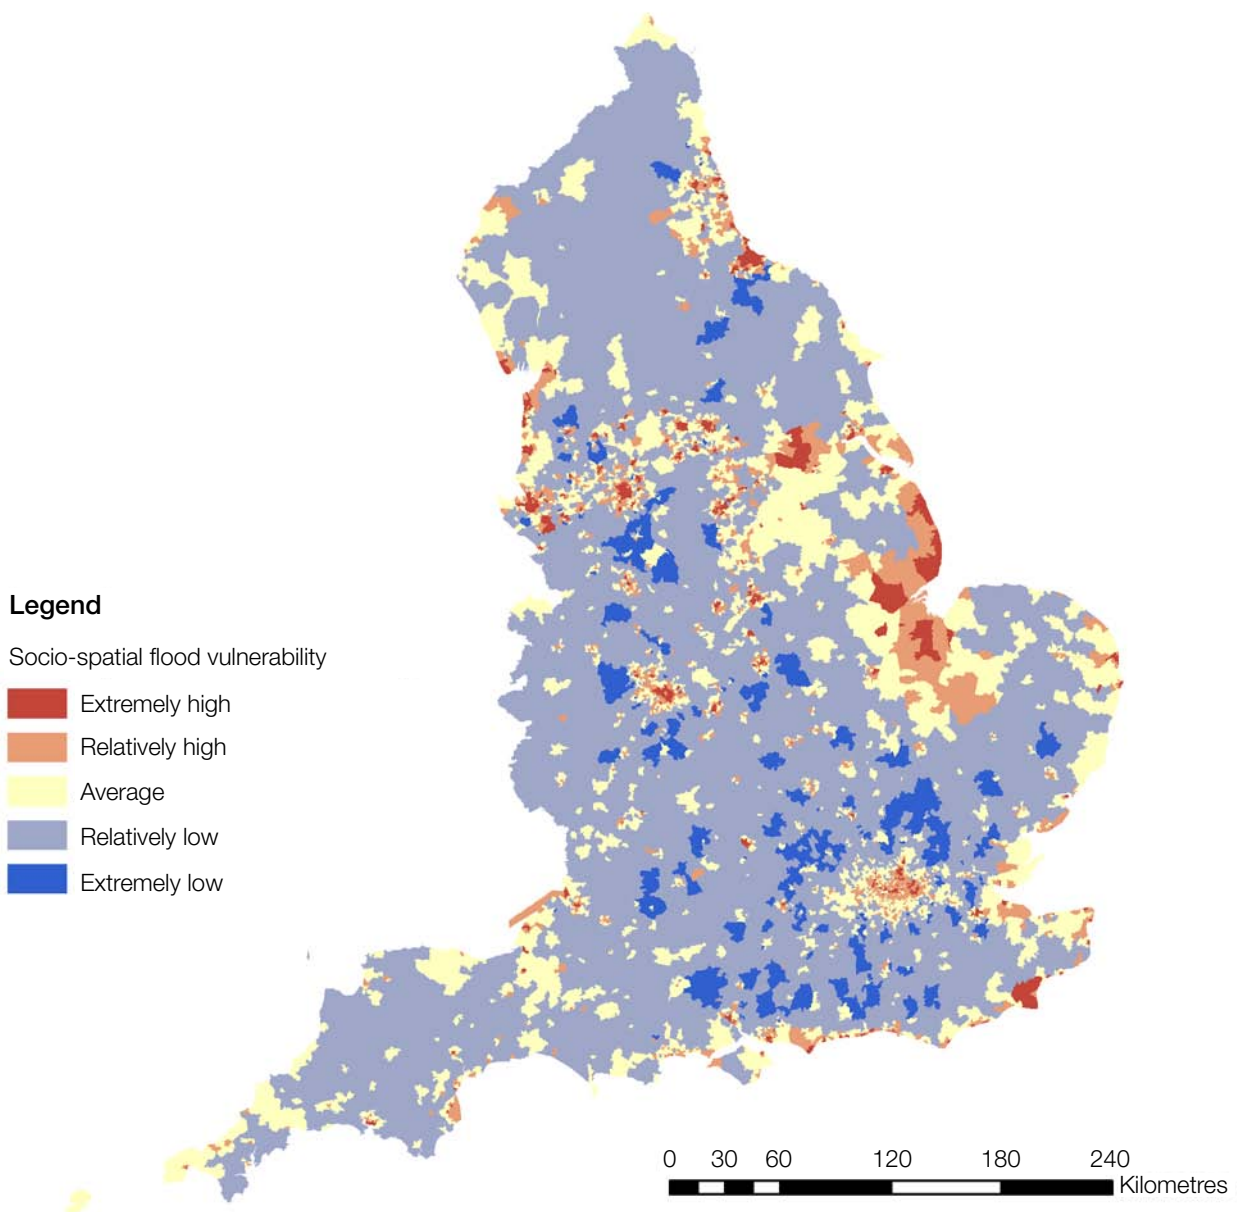 Legend
Socio-spatial flood vulnerability
Extremely high
Relatively high
Average
Relatively low
Extremely low
0 30 60 120 180 240
Kilometres